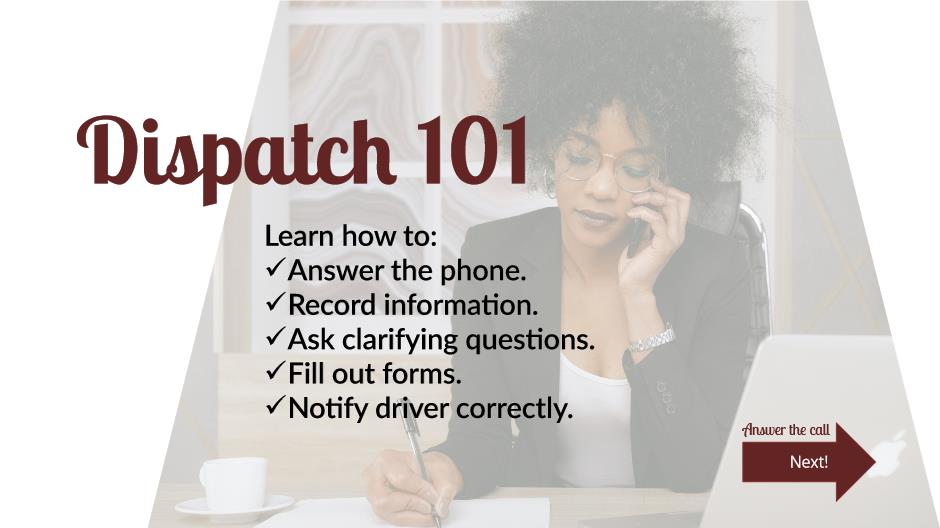 Dispatch 101
Learn how to:
✓Answer the phone.
✓Record information.
✓Ask clarifying questions.
✓Fill out forms.
✓Notify driver correctly.
Answer the call
Next!